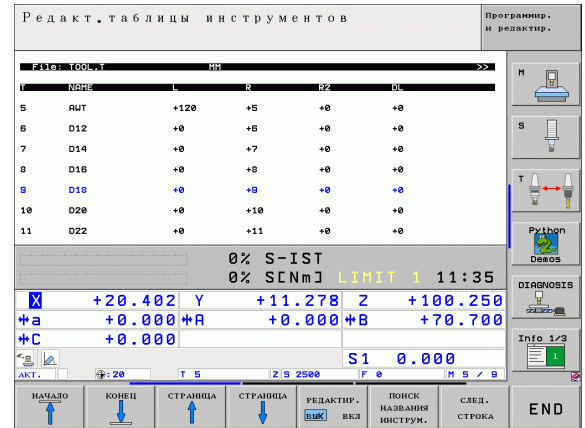 Редакт.таблицы инструментов
Программир.
и редактир.
File: TOOL.T MM >>
T NAME L R R2 DL
5 AWT +120 +5 +0 +0
6 D12 +0 +6 +0 +0
7 D14 +0 +7 +0 +0
8 D16 +0 +8 +0 +0
9 D18 +0 +9 +0 +0
10 D20 +0 +10 +0 +0
11 D22 +0 +11 +0 +0
0% S-IST
0% S[Nm] LIMIT 1 11:35
X +20.402 Y +11.278 Z +100.250
a +0.000 A +0.000 B +70.700
C +0.000
S1 0.000
АКТ. : 20 T 5 Z S 2500 F 0 M 5 / 9
M
S
T
Python
Demos
DIAGNOSIS
Info 1/3
НАЧАЛО
КОНЕЦ
СТРАНИЦА
СТРАНИЦА
РЕДАКТИР.
ВЫК ВКЛ
ПОИСК
НАЗВАНИЯ
ИНСТРУМ.
СЛЕД.
СТРОКА
END